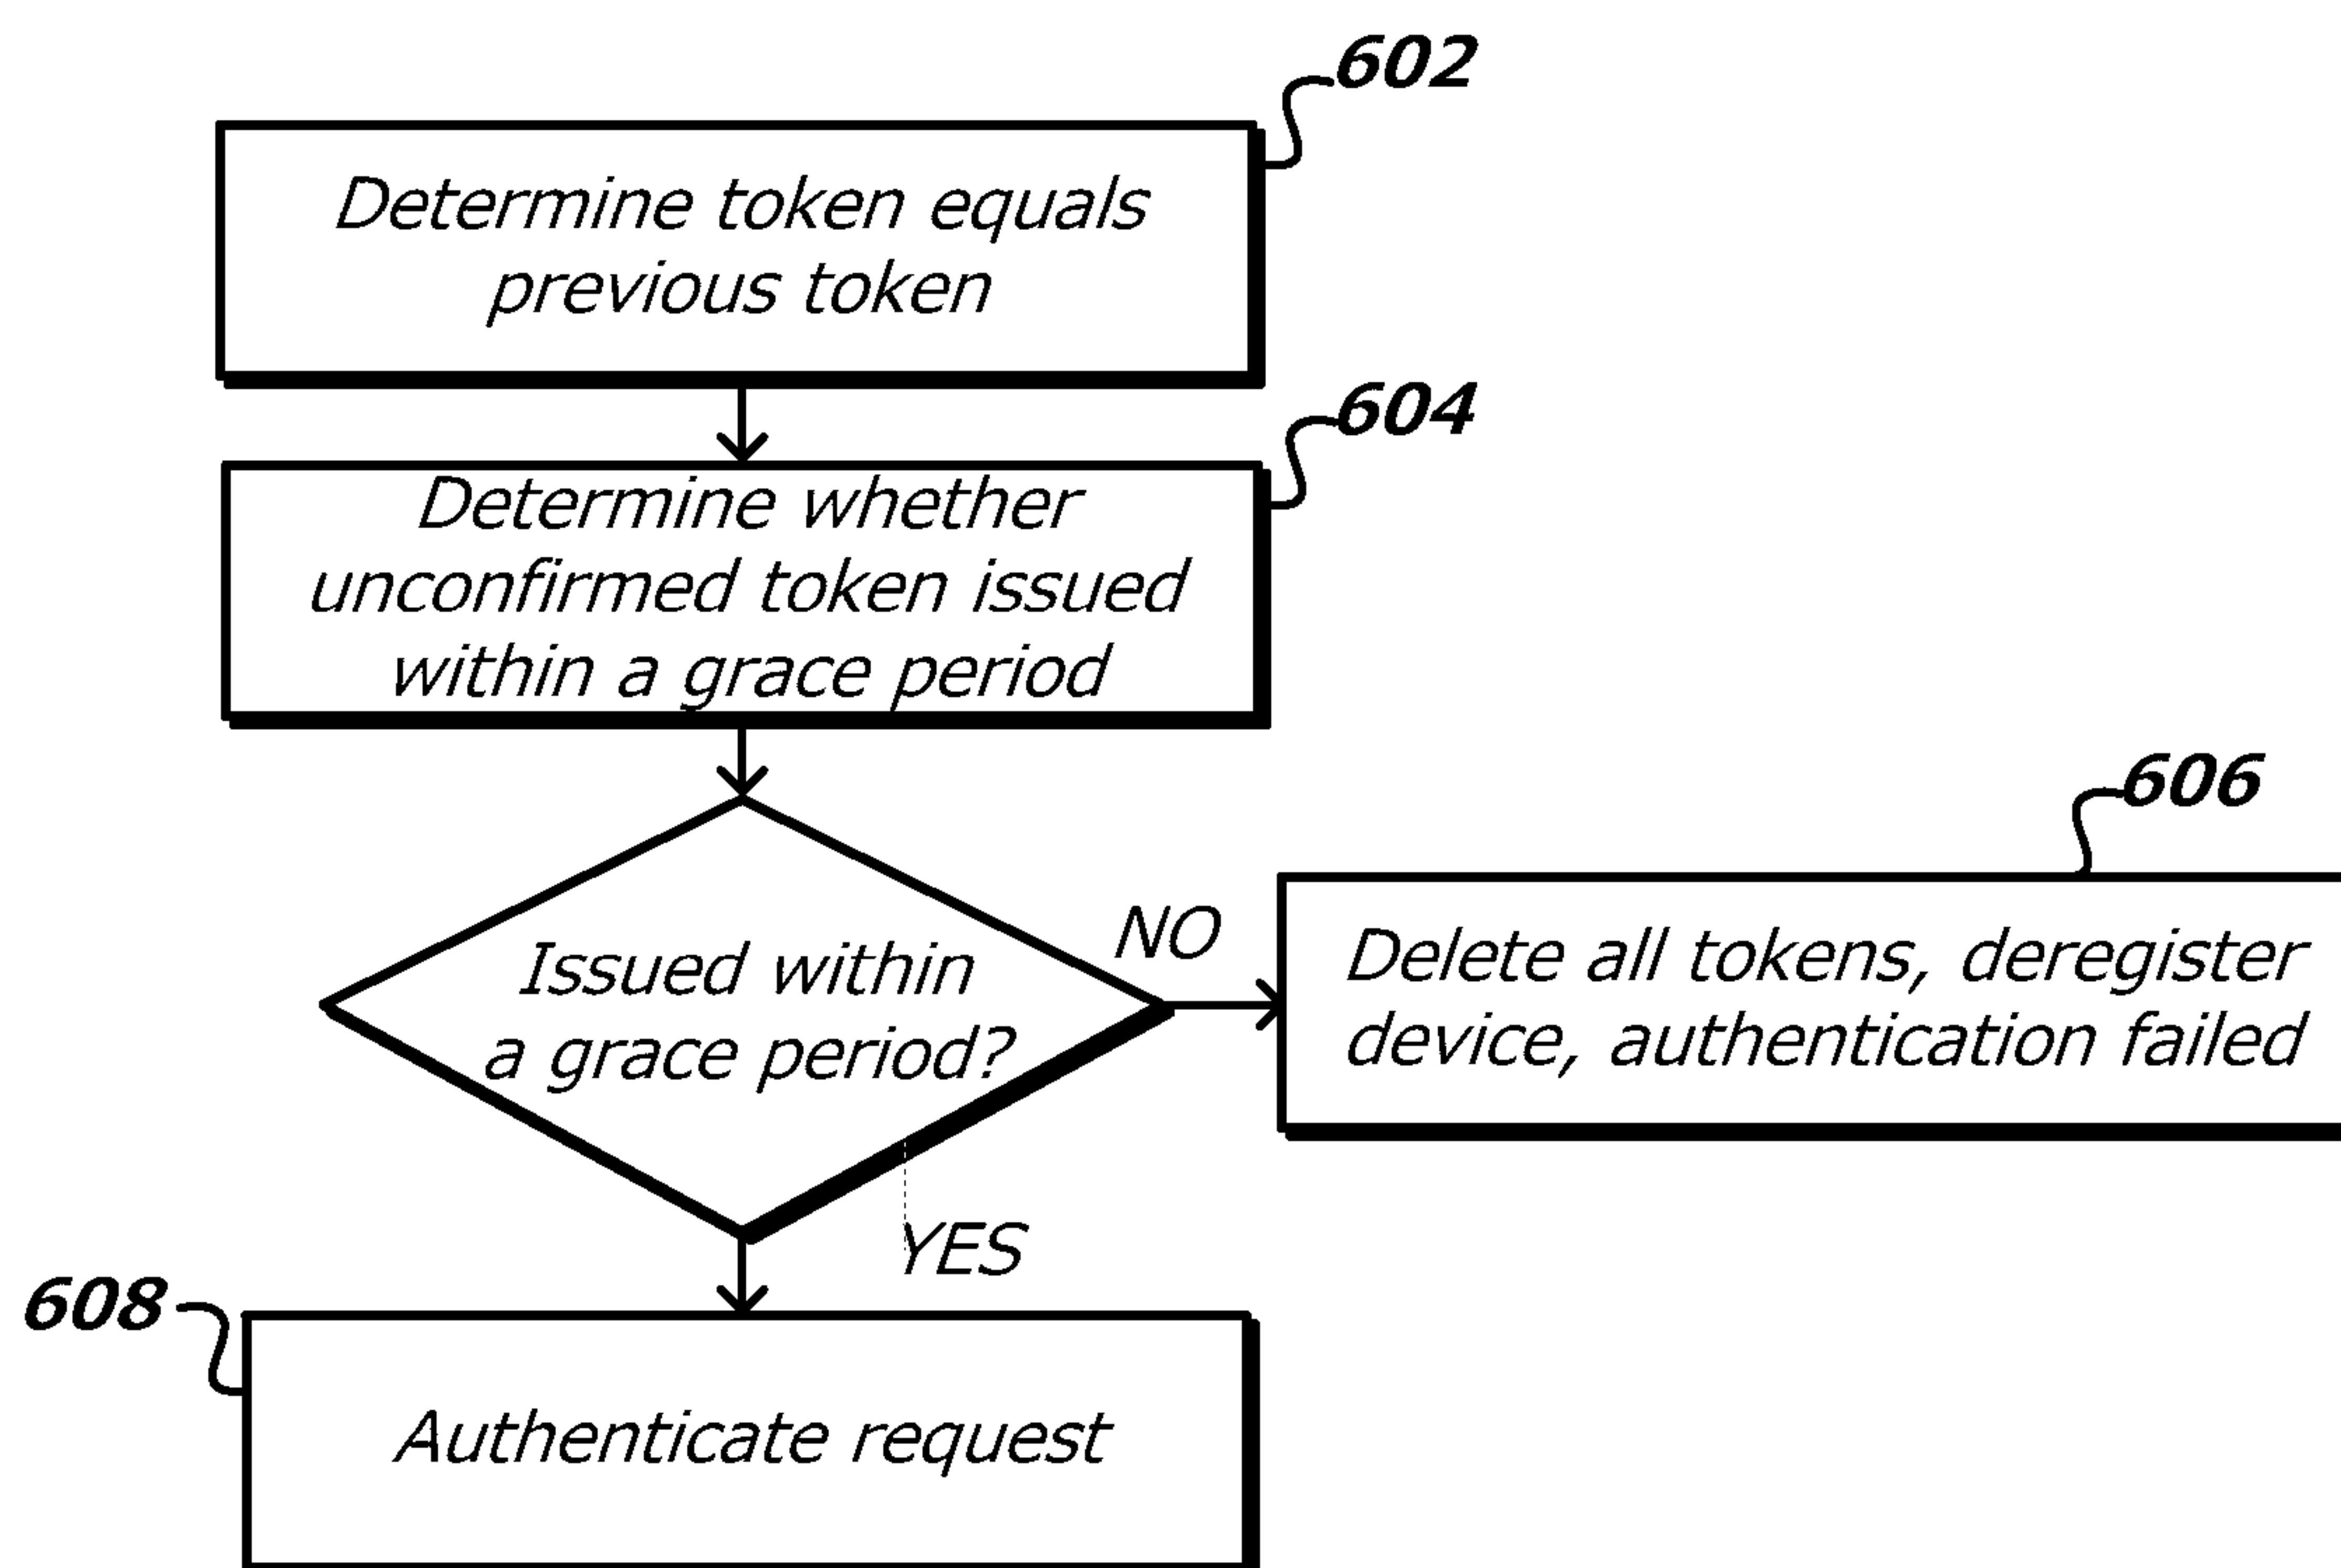 602
Determine token equals
previous token
604
Determine whether
unconfirmed token issued
within a grace period
606
Issued within
a grace period?
NO
Delete all tokens, deregister
device, authentication failed
YES
608
Authenticate request